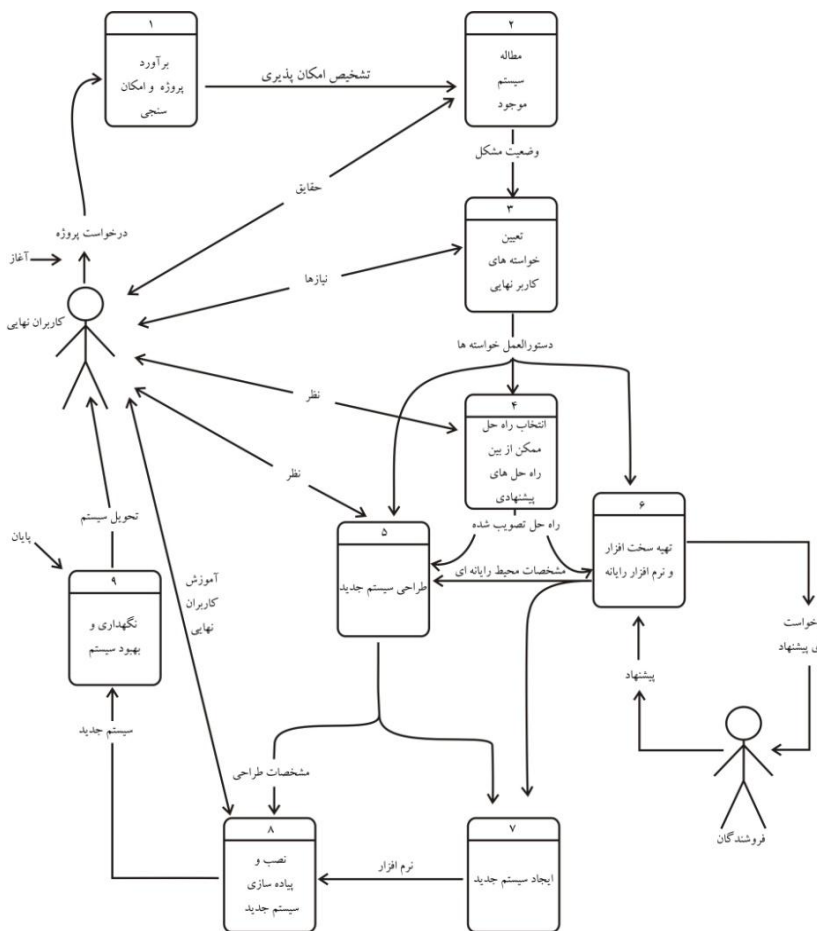 ۱
برآورد
پروژه و امکان
سنجی
تشخیص امکان پذیری
۲
مطاله
سیستم
موجود
وضعیت مشکل
حقایق
۳
تعیین
خواسته های
کاربر نهایی
درخواست پروژه
آغاز
کاربران نهایی
نیازها
دستورالعمل خواسته ها
نظر
۴
انتخاب راه حل
ممکن از بین
راه حل های
پیشنهادی
نظر
راه حل تصویب شده
۵
طراحی سیستم جدید
مشخصات محیط رایانه ای
۶
تهیه سخت افزار
و نرم افزار رایانه
تحویل سیستم
پایان
۹
نگهداری و
بهبود سیستم
آموزش
کاربران
نهایی
خواست
ی پیشنهاد
پیشنهاد
سیستم جدید
مشخصات طراحی
فروشندگان
۸
نصب و
پیاده سازی
سیستم جدید
نرم افزار
۷
ایجاد سیستم جدید